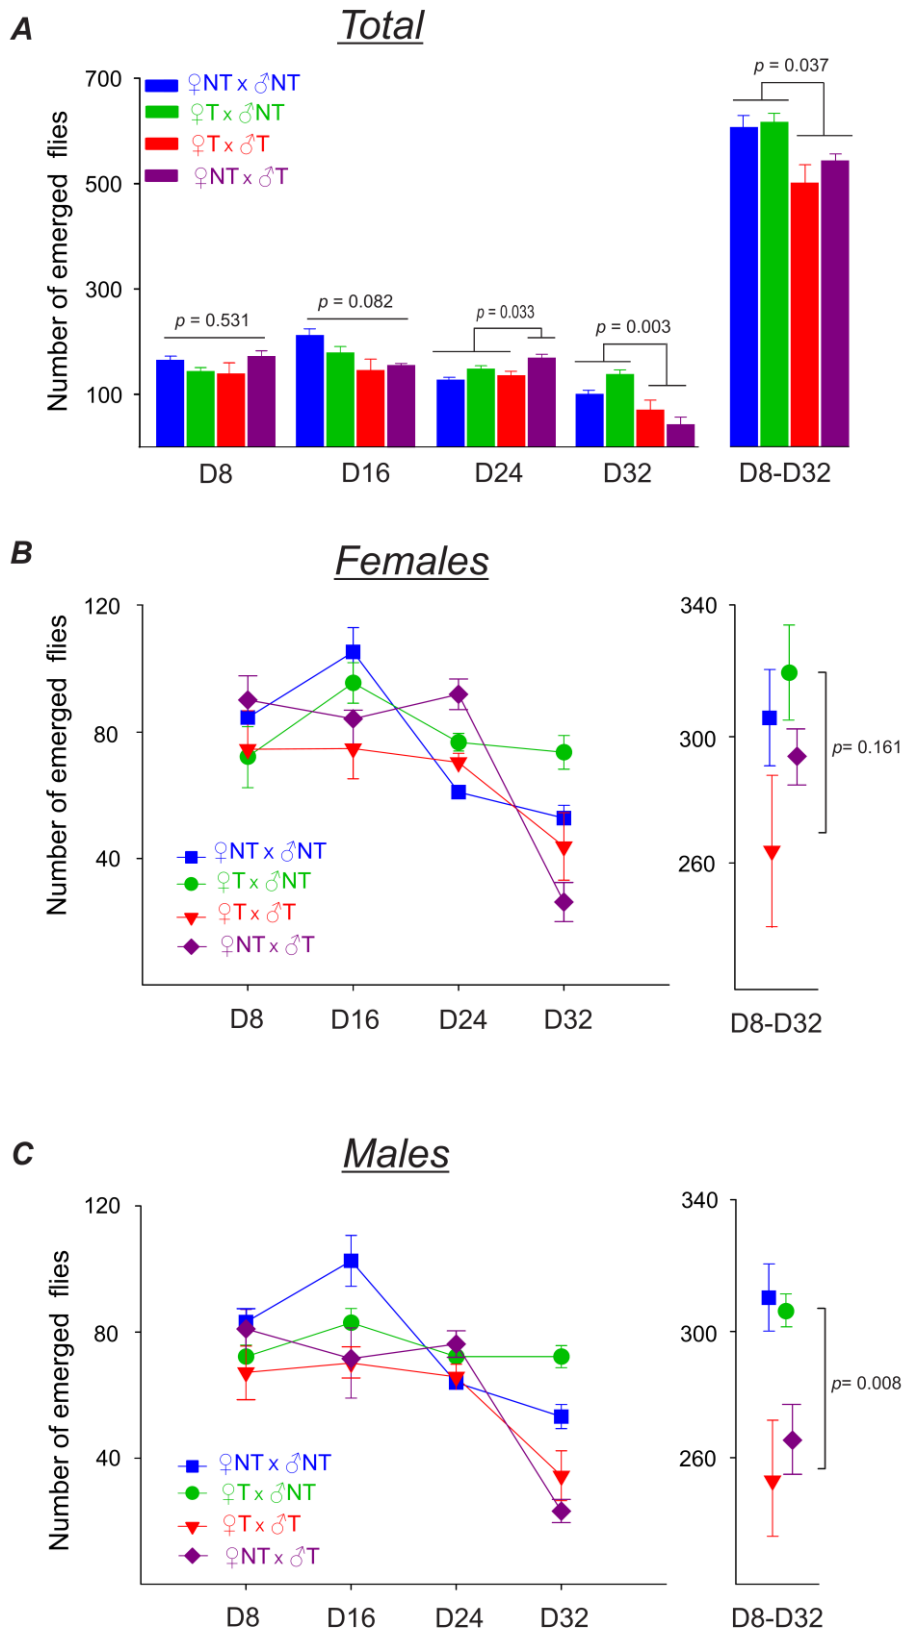 A
Total
Number of emerged flies
700
500
300
100
♀NT x ♂NT
♀T x ♂NT
♀T x ♂T
♀NT x ♂T
p = 0.531
p = 0.082
p = 0.033
p = 0.003
p = 0.037
D8
D16
D24
D32
D8-D32
B
Females
Number of emerged flies
120
80
40
♀NT x ♂NT
♀T x ♂NT
♀T x ♂T
♀NT x ♂T
D8
D16
D24
D32
340
300
260
p= 0.161
D8-D32
C
Males
Number of emerged flies
120
80
40
♀NT x ♂NT
♀T x ♂NT
♀T x ♂T
♀NT x ♂T
D8
D16
D24
D32
340
300
260
p= 0.008
D8-D32